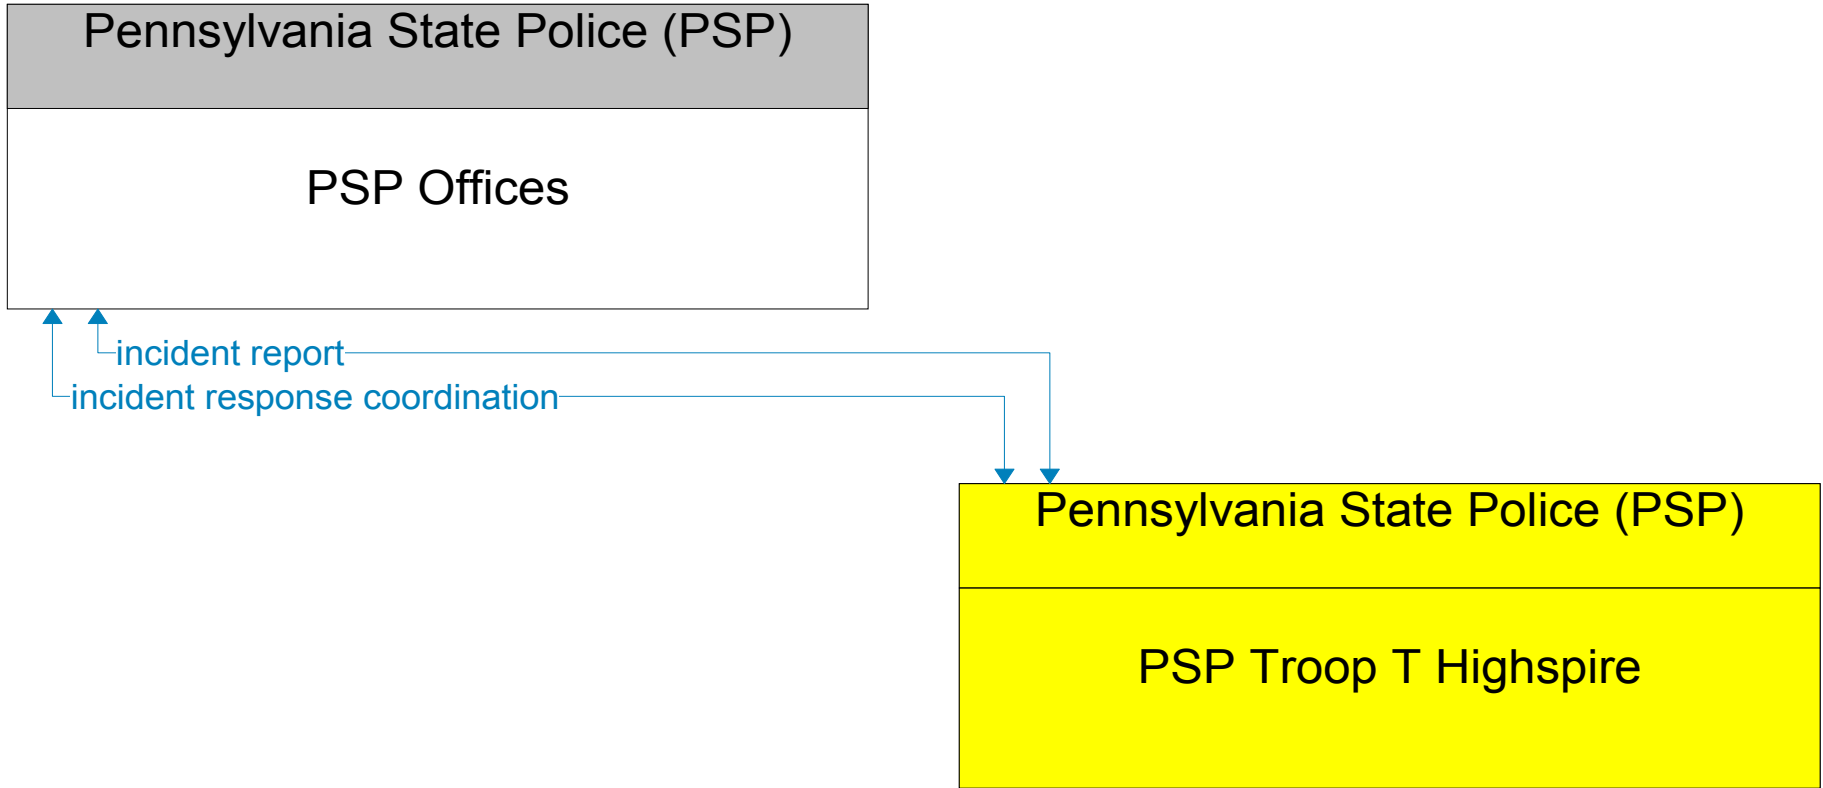 Pennsylvania State Police (PSP)
PSP Offices
incident report
incident response coordination
Pennsylvania State Police (PSP)
PSP Troop T Highspire